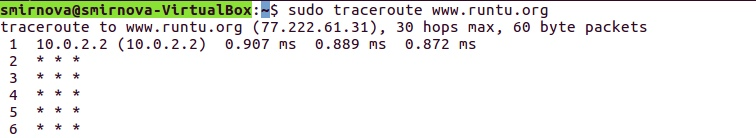 smirnova@smirnova-VirtualBox:~$ sudo traceroute www.runtu.org
traceroute to www.runtu.org (77.222.61.31), 30 hops max, 60 byte packets
 1  10.0.2.2 (10.0.2.2)  0.907 ms  0.889 ms  0.872 ms
 2  * * *
 3  * * *
 4  * * *
 5  * * *
 6  * * *